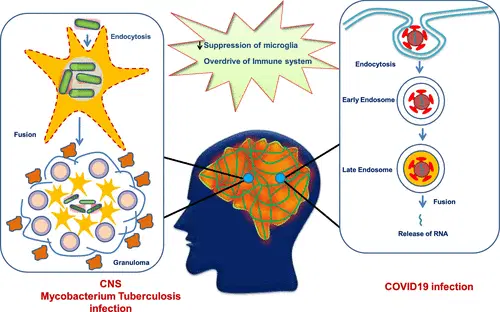 Endocytosis
Fusion
Granuloma
CNS
Mycobacterium Tuberculosis
infection
Suppression of microglia
Overdrive of Immune system
Endocytosis
Early Endosome
Late Endosome
Fusion
Release of RNA
COVID19 infection